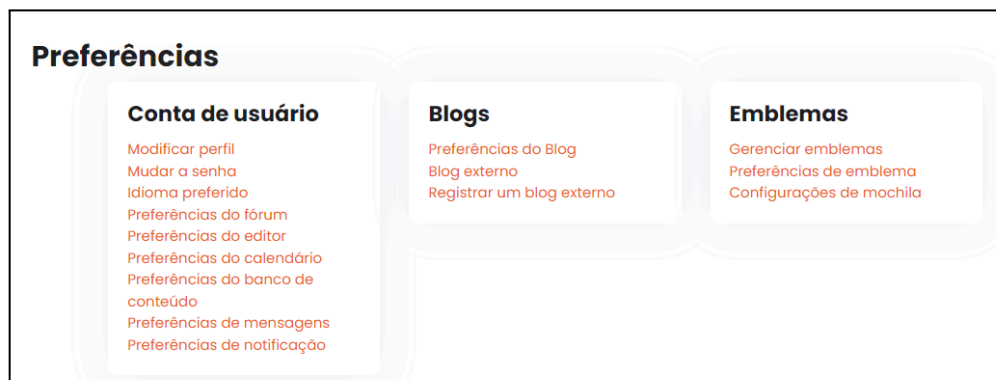 Preferências
Conta de usuário
Modificar perfil
Mudar a senha
Idioma preferido
Preferências do fórum
Preferências do editor
Preferências do calendário
Preferências do banco de
conteúdo
Preferências de mensagens
Preferências de notificação
Blogs
Preferências do Blog
Blog externo
Registrar um blog externo
Emblemas
Gerenciar emblemas
Preferências de emblema
Configurações de mochila